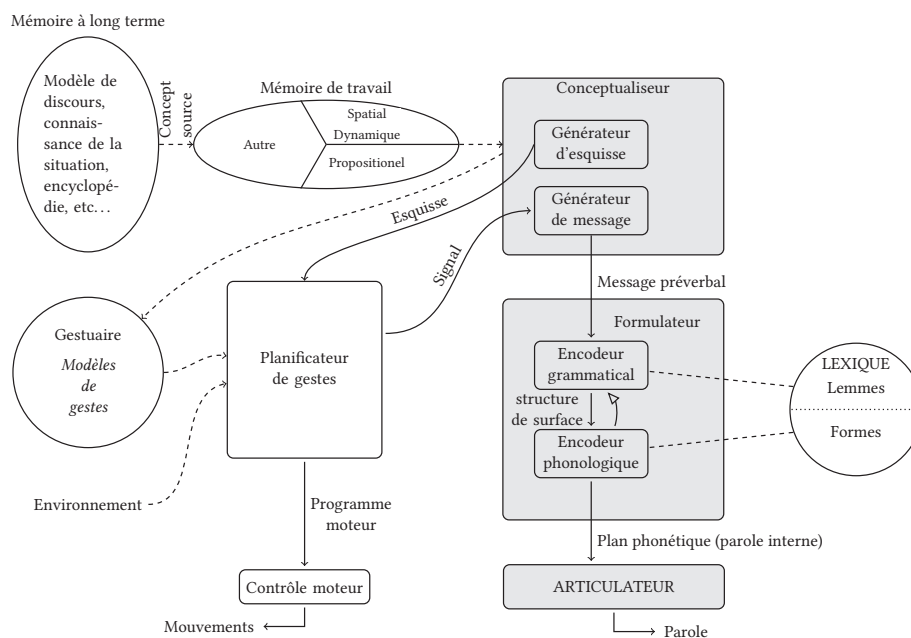 Mémoire à long terme
Modèle de
discours,
connais-
sance de la
situation,
encyclopé-
die, etc…
Concept
source
Mémoire de travail
Autre
Spatial
Dynamique
Propositionel
Conceptualiseur
Générateur
d'esquisse
Générateur
de message
Esquisse
Signal
Message préverbal
Gestuaire
Modèles
de
gestes
Planificateur
de gestes
Formulateur
Encodeur
grammatical
structure
de surface
Encodeur
phonologique
LEXIQUE
Lemmes
Formes
Environnement
Programme
moteur
Plan phonétique (parole interne)
Contrôle moteur
ARTICULATEUR
Mouvements
Parole